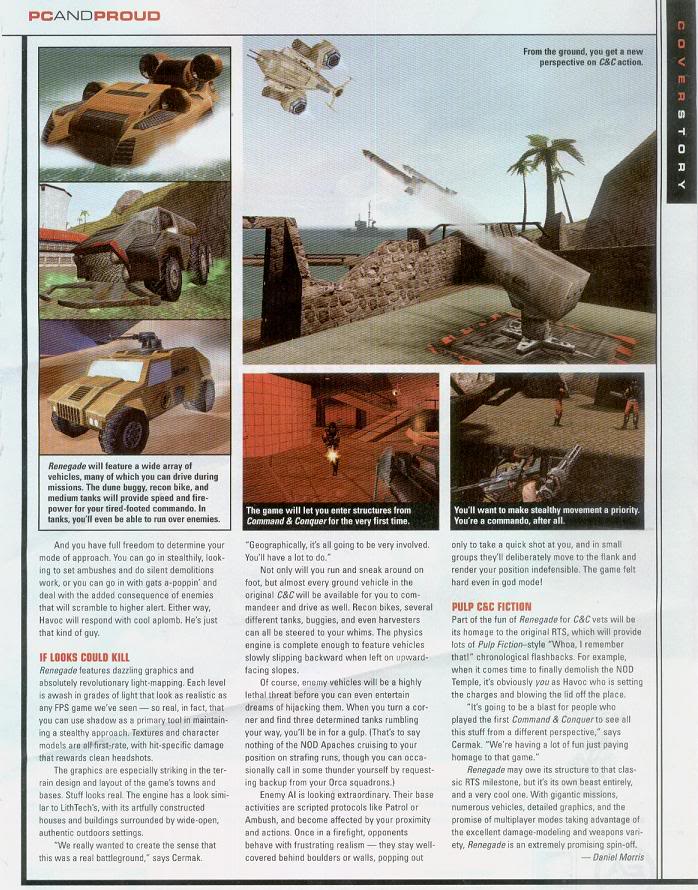 PCANDPROUD
COVER STORY
From the ground, you get a new
perspective on C&C action.
Renegade will feature a wide array of
vehicles, many of which you can drive during
missions. The dune buggy, recon bike, and
medium tanks will provide speed and fire-
power for your tired-footed commando. In
tanks, you'll even be able to run over enemies.
The game will let you enter structures from
Command & Conquer for the very first time.
You'll want to make stealthy movement a priority.
You're a commando, after all.
And you have full freedom to determine your
mode of approach. You can go in stealthily, look-
ing to set ambushes and do silent demolitions
work, or you can go in with gats a-poppin' and
deal with the added consequence of enemies
that will scramble to higher alert. Either way,
Havoc will respond with cool aplomb. He's just
that kind of guy.
IF LOOKS COULD KILL
Renegade features dazzling graphics and
absolutely revolutionary light-mapping. Each level
is awash in grades of light that look as realistic as
any FPS game we've seen — so real, in fact, that
you can use shadow as a primary tool in maintain-
ing a stealthy approach. Textures and character
models are all first-rate, with hit-specific damage
that rewards clean headshots.
The graphics are especially striking in the ter-
rain design and layout of the game's towns and
bases. Stuff looks real. The engine has a look simi-
lar to LithTech's, with its artfully constructed
houses and buildings surrounded by wide-open,
authentic outdoors settings.
"We really wanted to create the sense that
this was a real battleground," says Cermak.
"Geographically, it's all going to be very involved.
You'll have a lot to do."
Not only will you run and sneak around on
foot, but almost every ground vehicle in the
original C&C will be available for you to com-
mandeer and drive as well. Recon bikes, several
different tanks, buggies, and even harvesters
can all be steered to your whims. The physics
engine is complete enough to feature vehicles
slowly slipping backward when left on upward-
facing slopes.
Of course, enemy vehicles will be a highly
lethal threat before you can even entertain
dreams of hijacking them. When you turn a cor-
ner and find three determined tanks rumbling
your way, you'll be in for a gulp. (That's to say
nothing of the NOD Apaches cruising to your
position on strafing runs, though you can occa-
sionally call in some thunder yourself by request-
ing backup from your Orca squadrons.)
Enemy AI is looking extraordinary. Their base
activities are scripted protocols like Patrol or
Ambush, and become affected by your proximity
and actions. Once in a firefight, opponents
behave with frustrating realism — they stay well-
covered behind boulders or walls, popping out
only to take a quick shot at you, and in small
groups they'll deliberately move to the flank and
render your position indefensible. The game felt
hard even in god mode!
PULP C&C FICTION
Part of the fun of Renegade for C&C vets will be
its homage to the original RTS, which will provide
lots of Pulp Fiction–style "Whoa, I remember
that!" chronological flashbacks. For example,
when it comes time to finally demolish the NOD
Temple, it's obviously you as Havoc who is setting
the charges and blowing the lid off the place.
"It's going to be a blast for people who
played the first Command & Conquer to see all
this stuff from a different perspective," says
Cermak. "We're having a lot of fun just paying
homage to that game."
Renegade may owe its structure to that clas-
sic RTS milestone, but it's its own beast entirely,
and a very cool one. With gigantic missions,
numerous vehicles, detailed graphics, and the
promise of multiplayer modes taking advantage of
the excellent damage-modeling and weapons vari-
ety, Renegade is an extremely promising spin-off.
— Daniel Morris